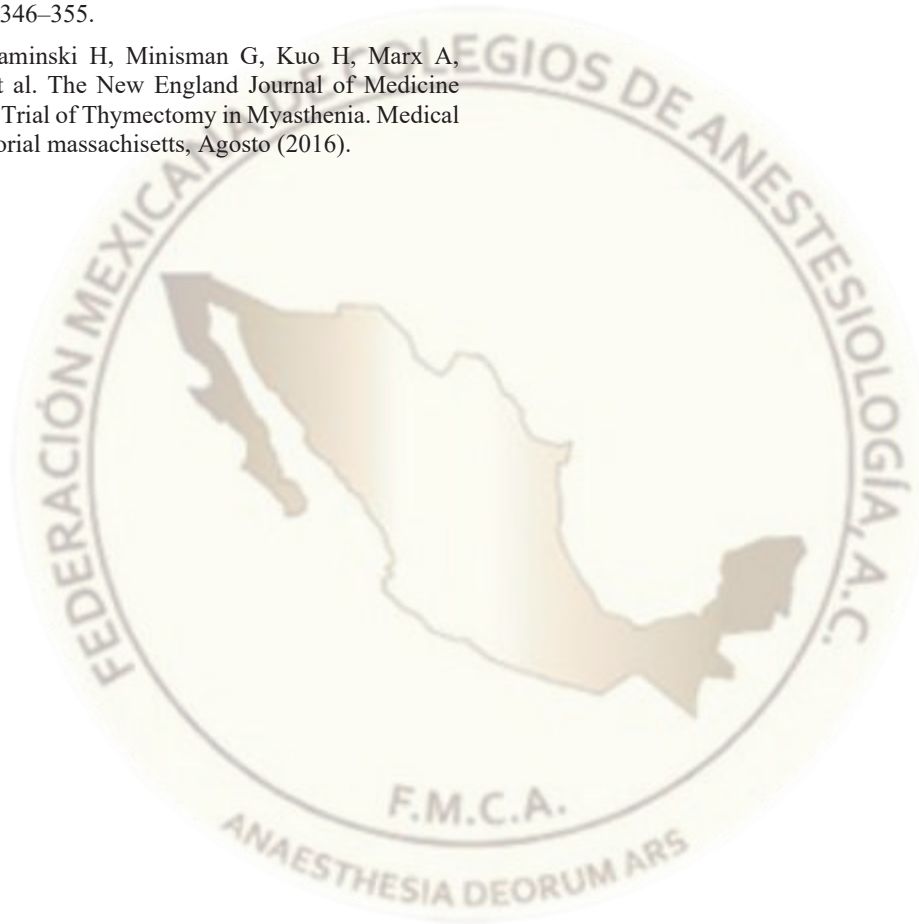 346–355.
aminski H, Minisman G, Kuo H, Marx A,
t al. The New England Journal of Medicine
Trial of Thymectomy in Myasthenia. Medical
orial massachisetts, Agosto (2016).
FEDERACIÓN MEXICANA DE COLEGIOS DE ANESTESIOLOGÍA, A.C.
F.M.C.A.
ANAESTHESIA DEORUM ARS